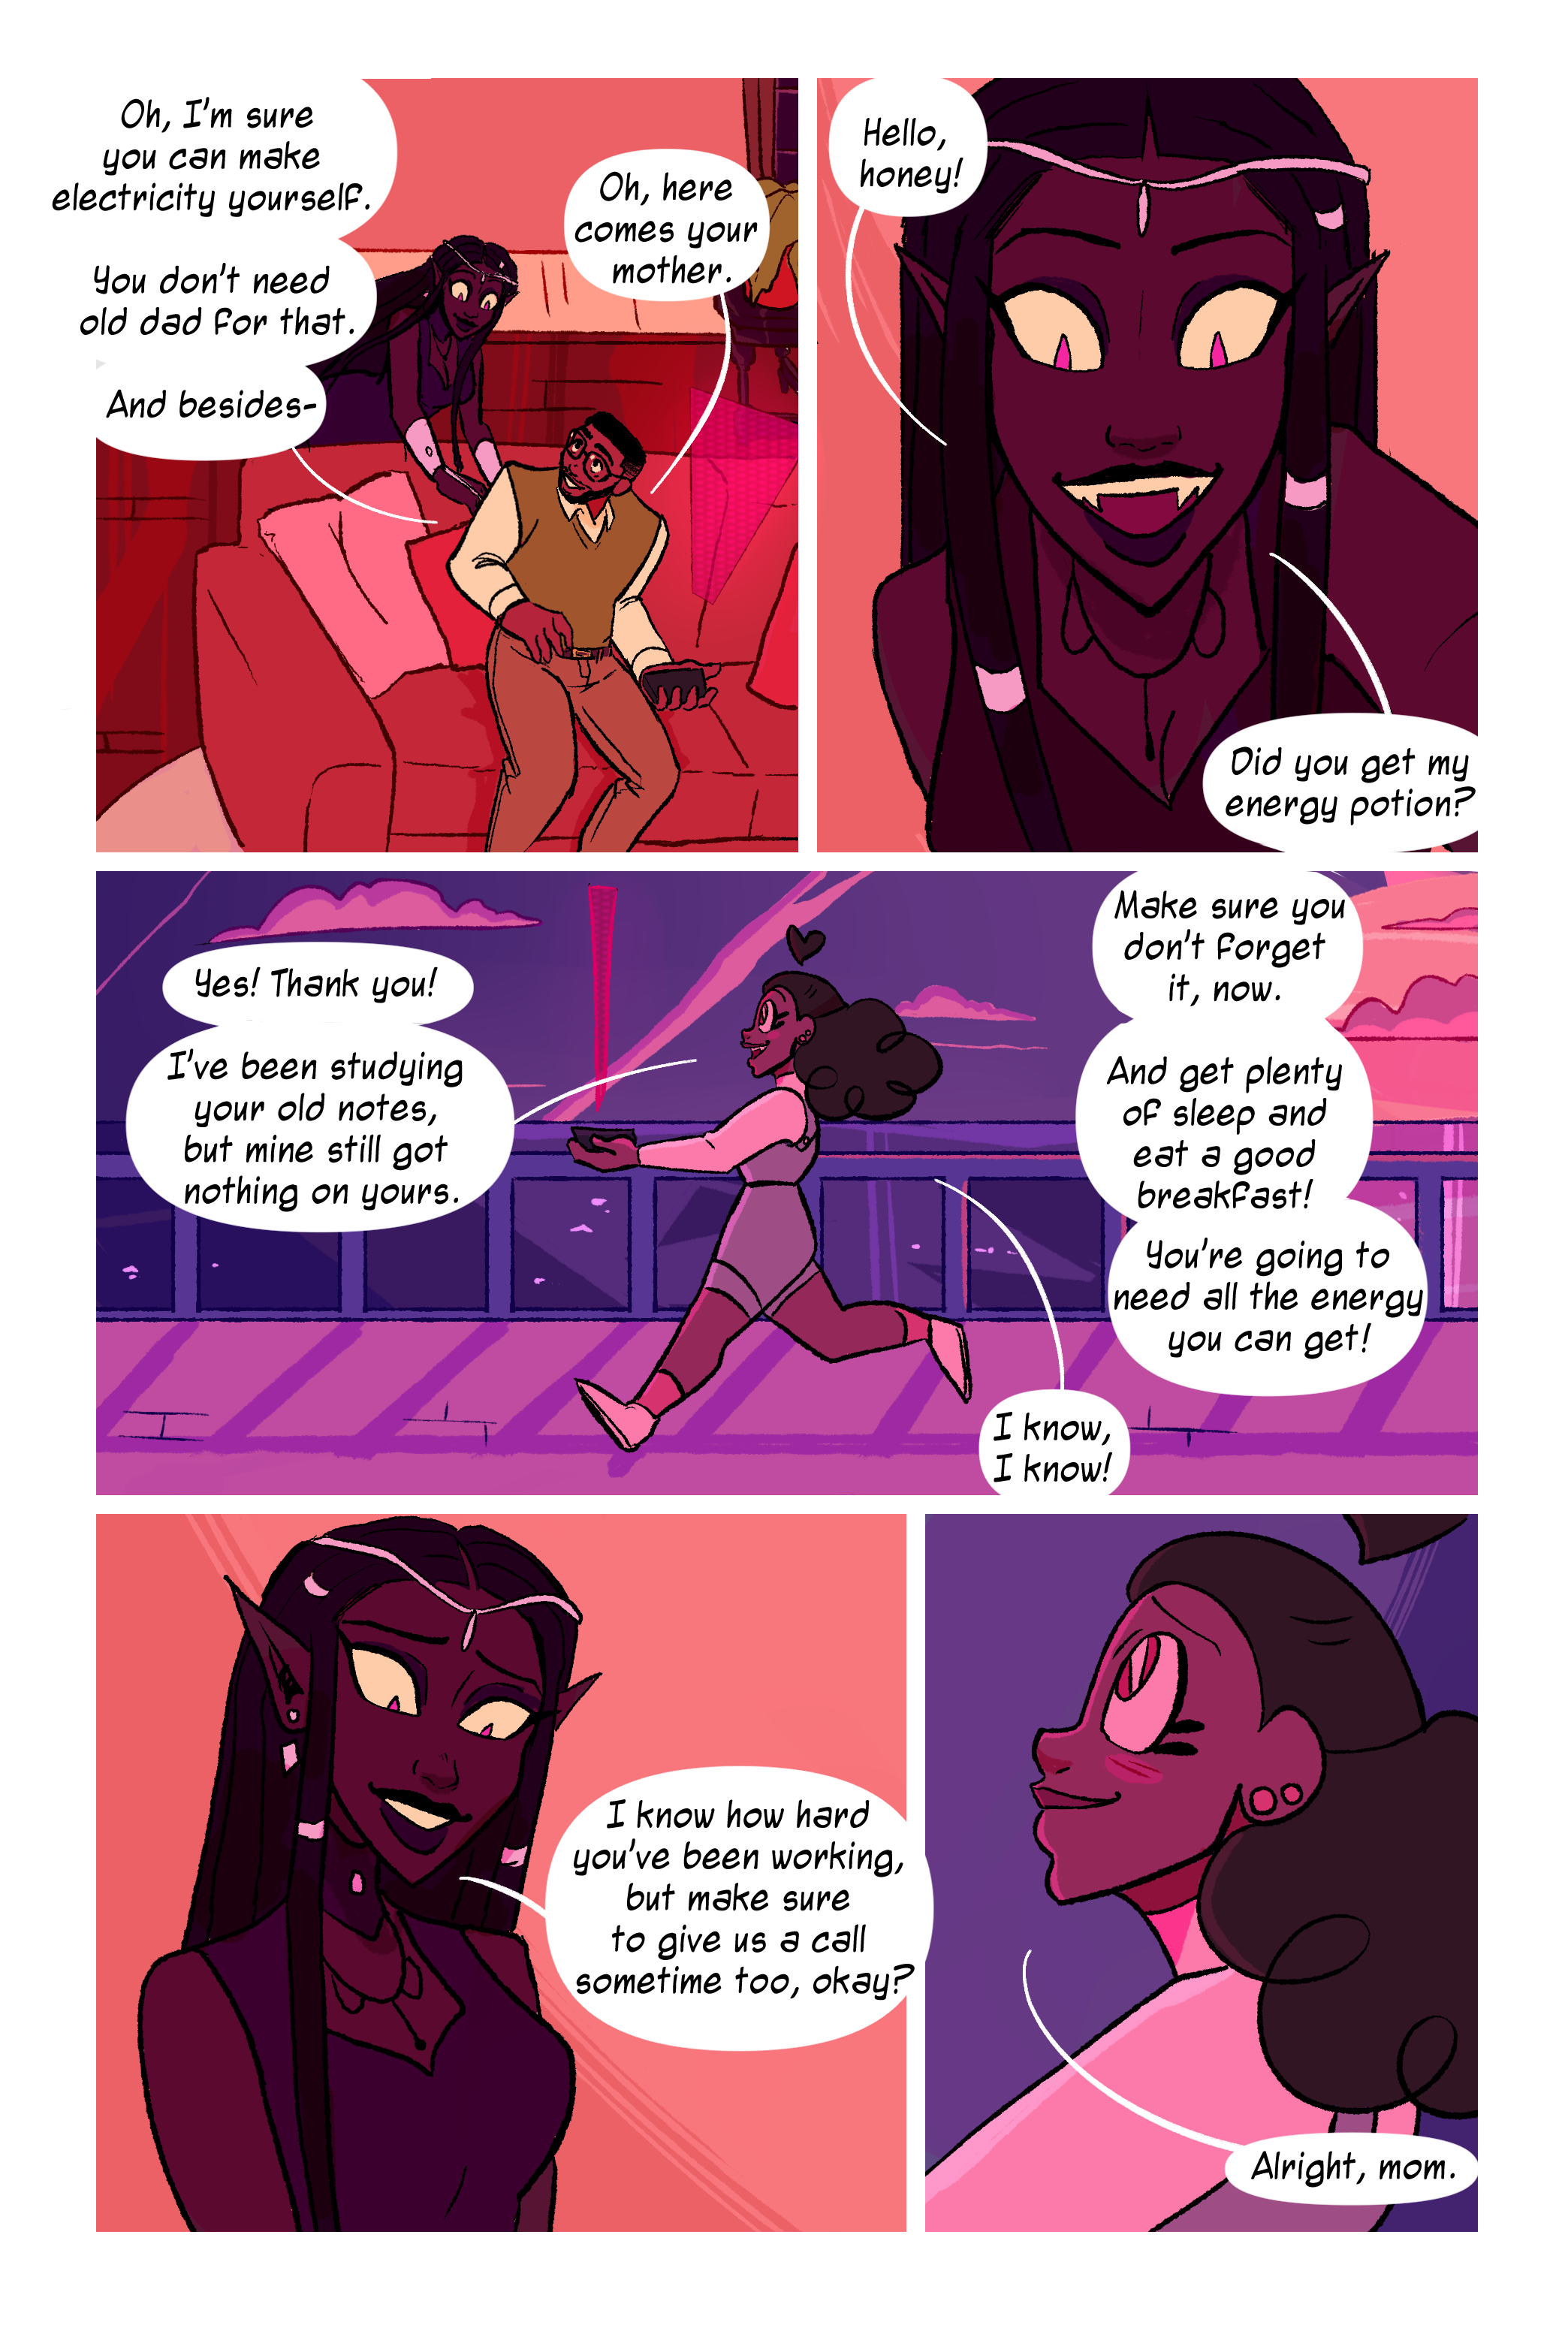 Oh, I'm sure
you can make
electricity yourself.
You don't need
old dad for that.
And besides-
Oh, here
comes your
mother.
Hello,
honey!
Did you get my
energy potion?
Yes! Thank you!
I've been studying
your old notes,
but mine still got
nothing on yours.
Make sure you
don't forget
it, now.
And get plenty
of sleep and
eat a good
breakfast!
You're going to
need all the energy
you can get!
I know,
I know!
I know how hard
you've been working,
but make sure
to give us a call
sometime too, okay?
Alright, mom.